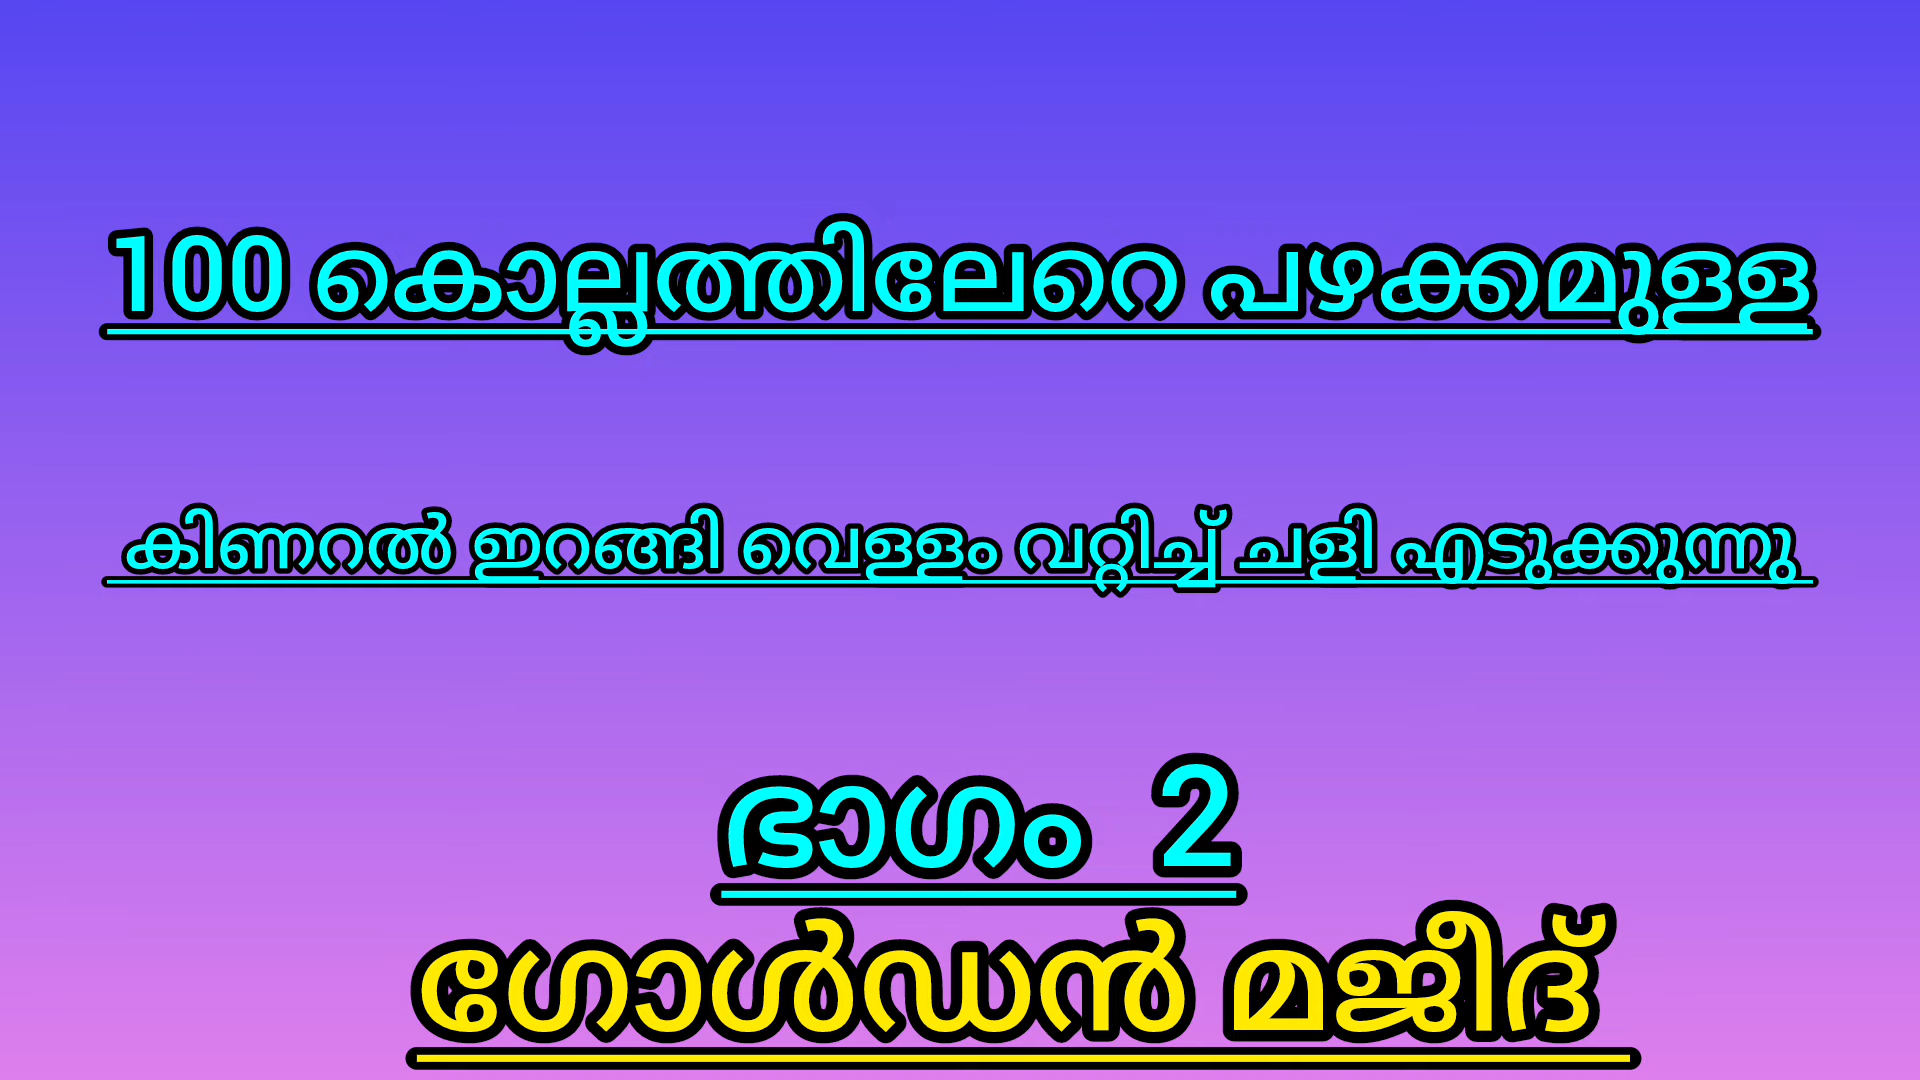 100 കൊല്ലത്തിലേറെ പഴക്കമുള്ള
കിണറൽ ഇറങ്ങി വെള്ളം വറ്റിച്ച് ചളി എടുക്കുന്നു
ഭാഗം 2
ഗോൾഡൻ മജീദ്